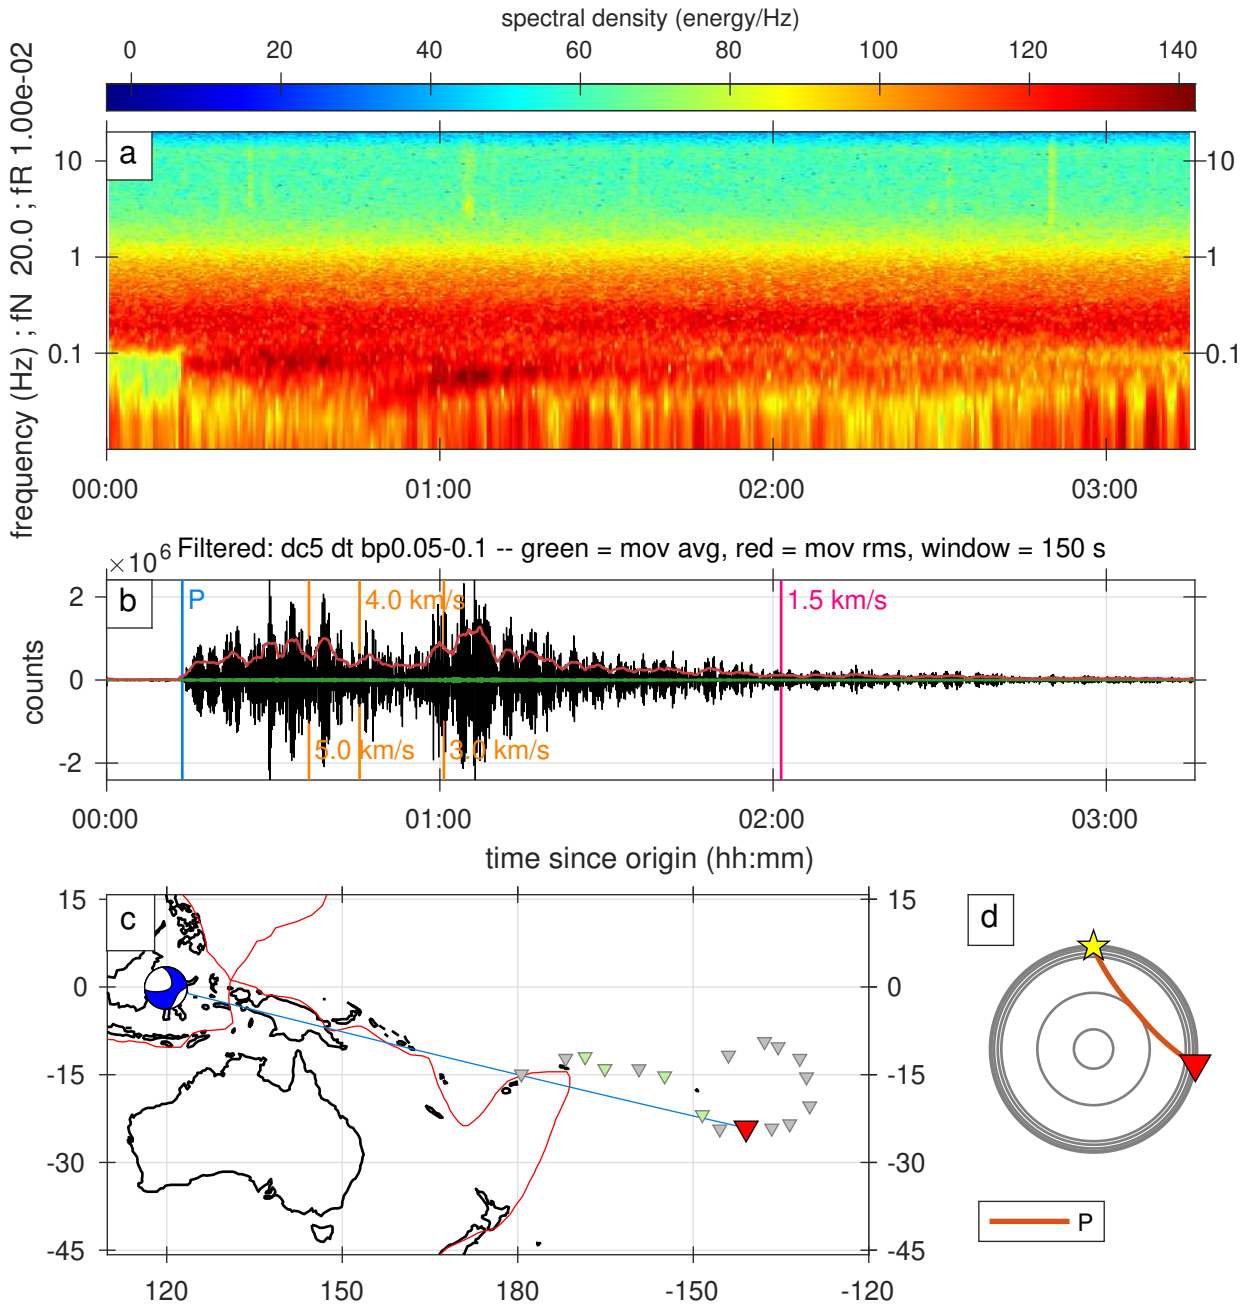 spectral density (energy/Hz)
0 20 40 60 80 100 120 140
frequency (Hz) ; fN 20.0 ; fR 1.00e-02
a
10 10
1 1
0.1 0.1
00:00 01:00 02:00 03:00
×10^6 Filtered: dc5 dt bp0.05-0.1 -- green = mov avg, red = mov rms, window = 150 s
b
P 4.0 km/s 1.5 km/s
5.0 km/s 3.0 km/s
counts
2
0
-2
00:00 01:00 02:00 03:00
time since origin (hh:mm)
c
15 15
0 0
-15 -15
-30 -30
-45 -45
120 150 180 -150 -120
d
P